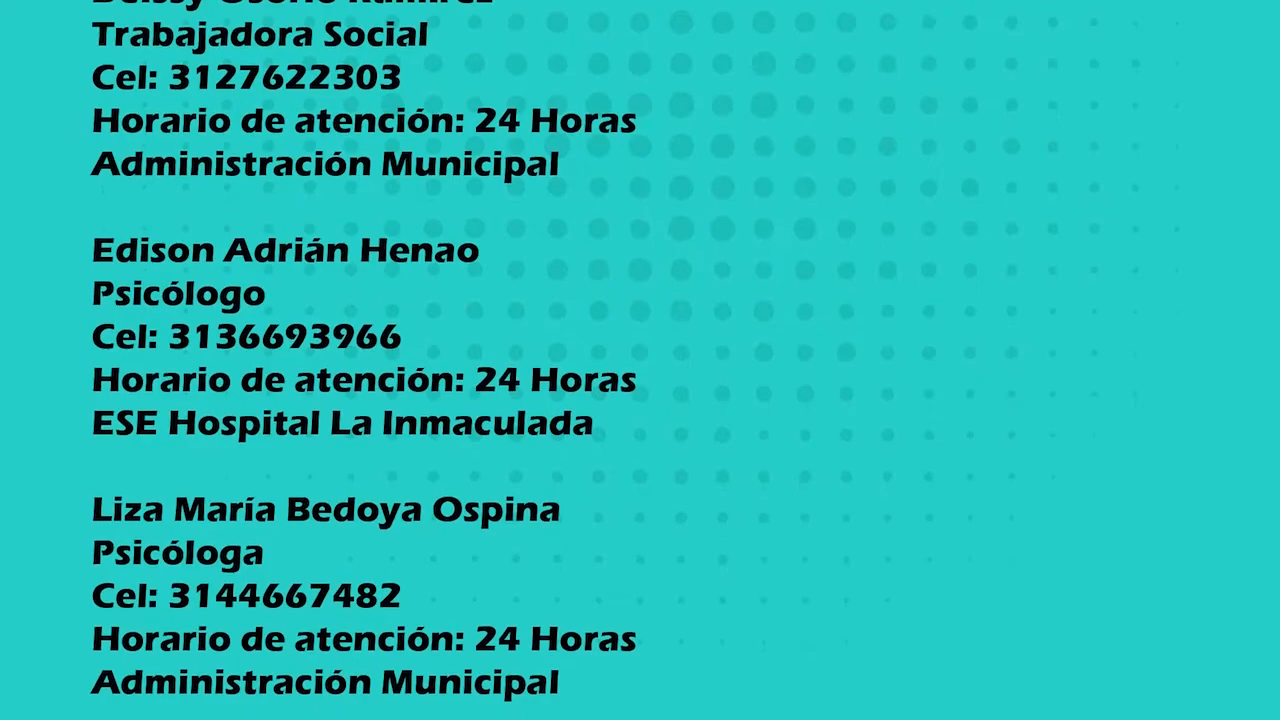 Osorio Ramírez
Trabajadora Social
Cel: 3127622303
Horario de atención: 24 Horas
Administración Municipal
Edison Adrián Henao
Psicólogo
Cel: 3136693966
Horario de atención: 24 Horas
ESE Hospital La Inmaculada
Liza María Bedoya Ospina
Psicóloga
Cel: 3144667482
Horario de atención: 24 Horas
Administración Municipal